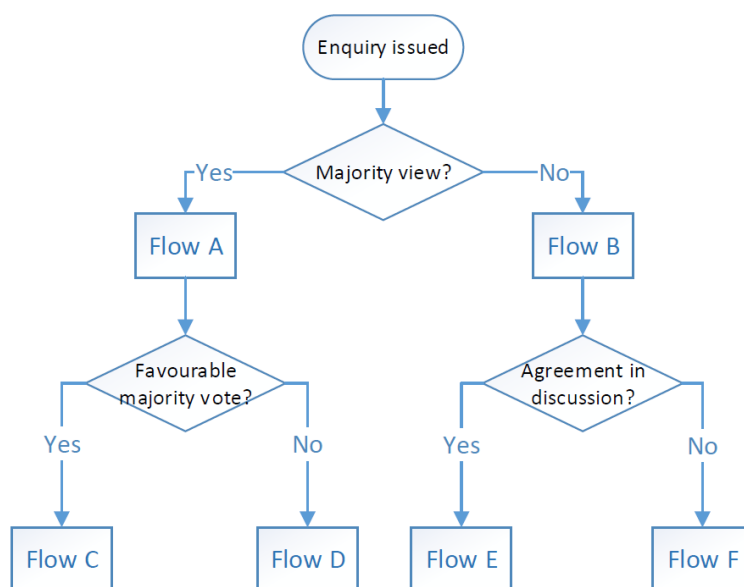 Enquiry issued
Majority view?
Yes
No
Flow A
Flow B
Favourable
majority vote?
Agreement in
discussion?
Yes
No
Yes
No
Flow C
Flow D
Flow E
Flow F